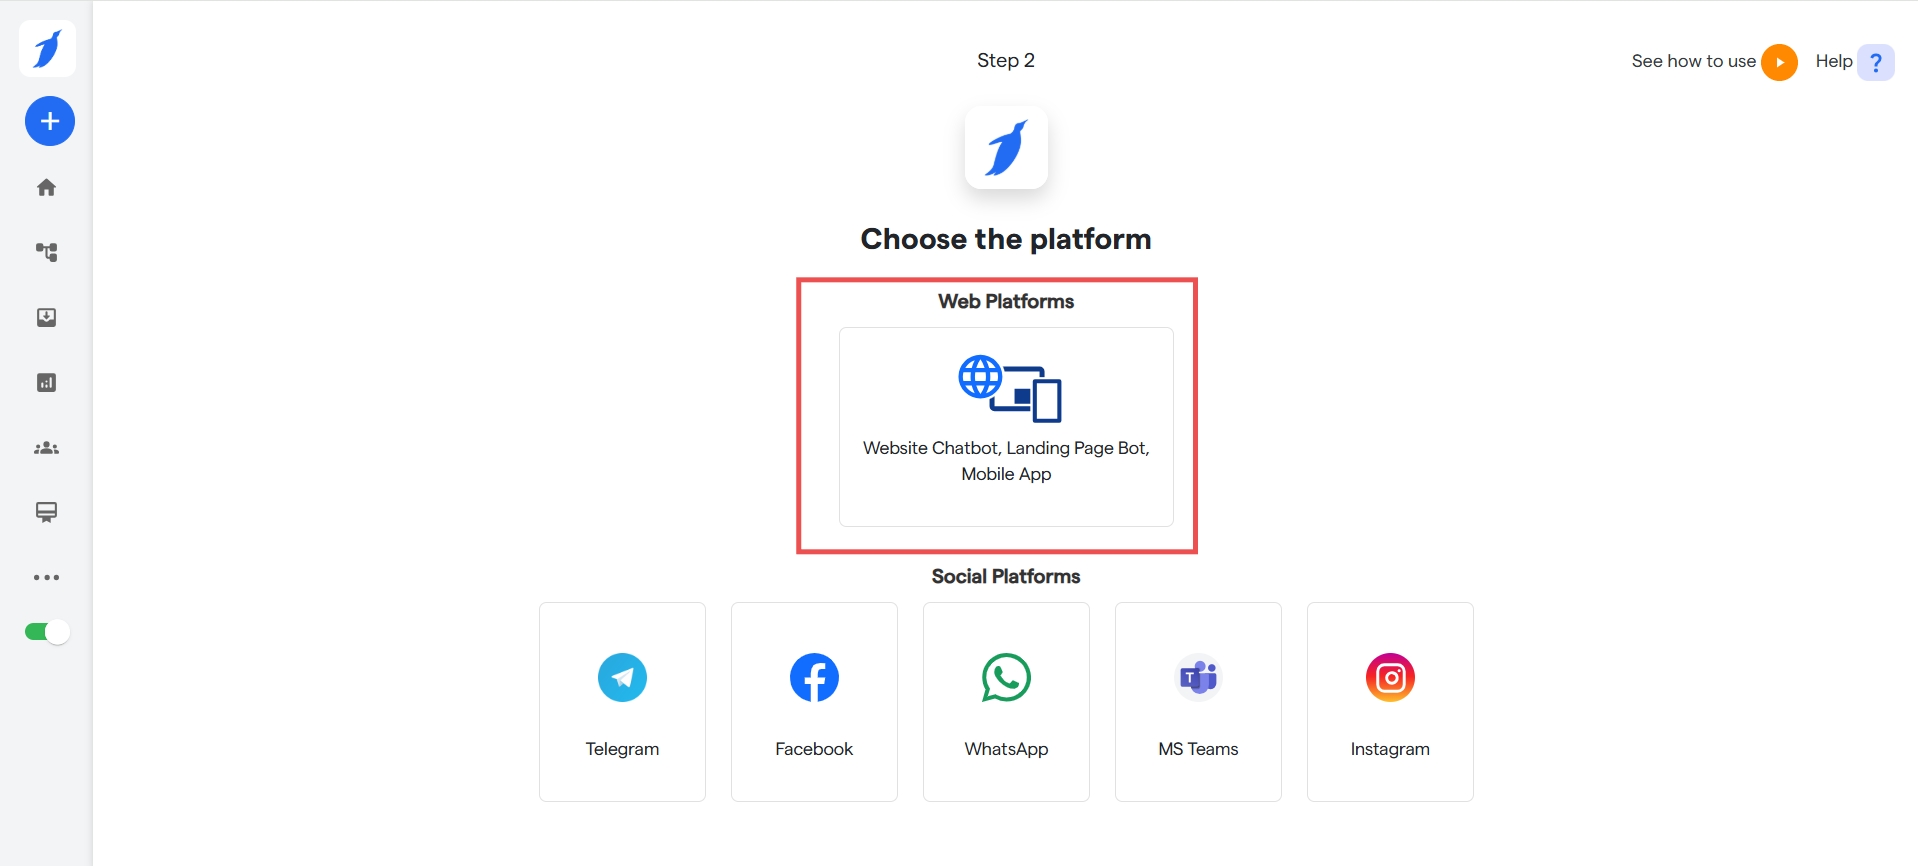 Step 2
See how to use
Help ?
Choose the platform
Web Platforms
Website Chatbot, Landing Page Bot,
Mobile App
Social Platforms
T
Telegram
Facebook
WhatsApp
MS Teams
Instagram